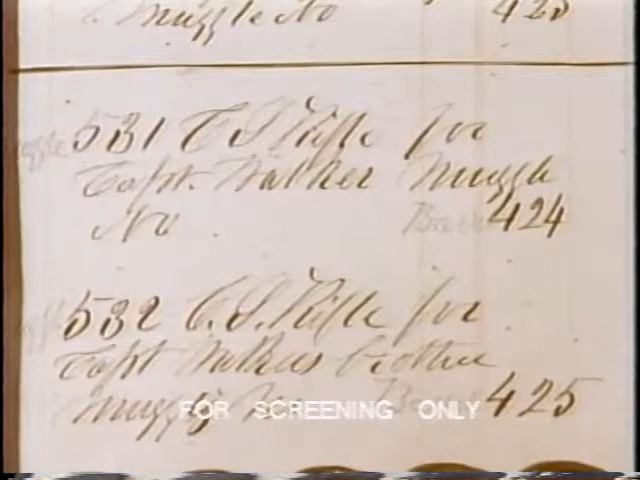 Muzzle No 420
531 C S Rifle for
Capt. Walker Muzzle
No 424
532 C. S. Rifle for
Capt Walkers brother
Muzzle No 425
FOR SCREENING ONLY